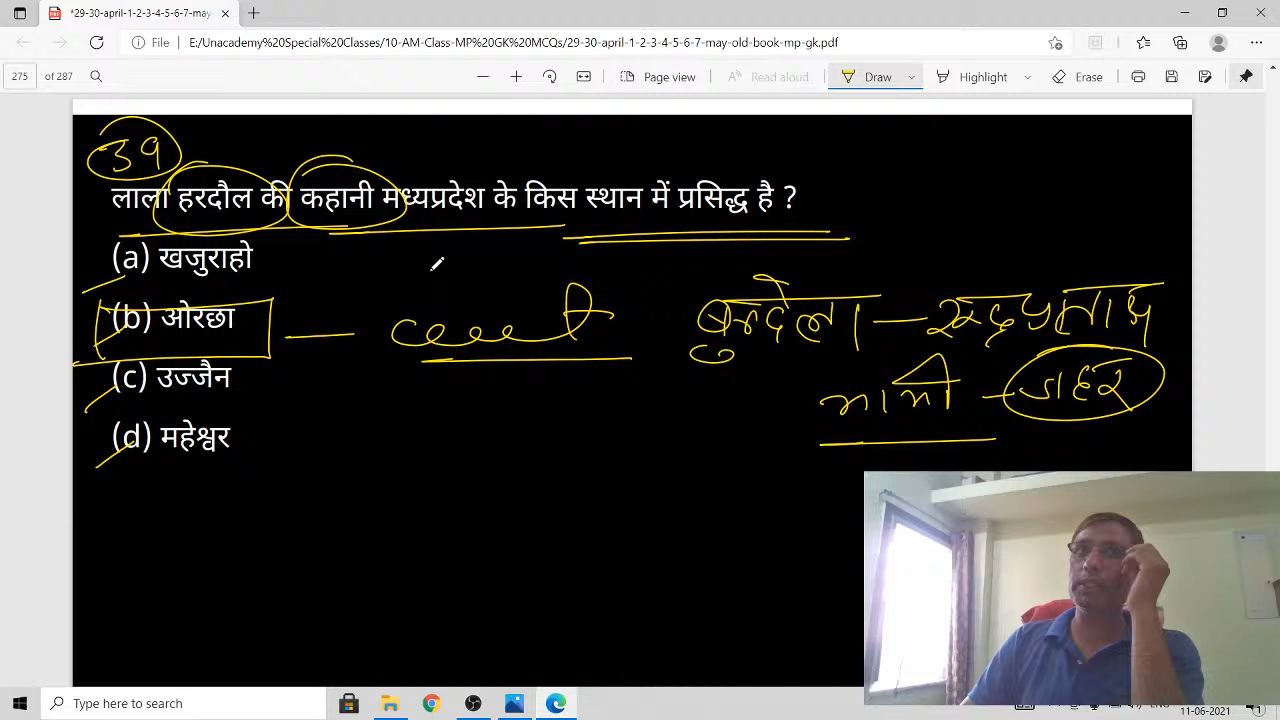 *29-30-april-1-2-3-4-5-6-7-may-
File
E:/Unacademy%20Special%20Classes/10-AM-Class-MP%20GK%20MCQs/29-30-april-1-2-3-4-5-6-7-may-old-book-mp-gk.pdf
275 of 287
Page view
Read aloud
Draw
Highlight
Erase
39
लाला हरदौल की कहानी मध्यप्रदेश के किस स्थान में प्रसिद्ध है ?
(a) खजुराहो
(b) ओरछा
बुन्देला – रूद्रप्रताप
(c) उज्जैन
भाभी – जहर
(d) महेश्वर
Type here to search
11-06-2021